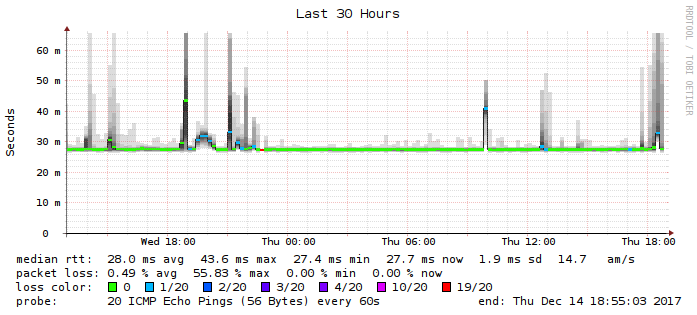 Last 30 Hours
RRDTOOL / TOBI OETIKER
Seconds
60 m
50 m
40 m
30 m
20 m
10 m
0
Wed 18:00 Thu 00:00 Thu 06:00 Thu 12:00 Thu 18:00
median rtt: 28.0 ms avg 43.6 ms max 27.4 ms min 27.7 ms now 1.9 ms sd 14.7 am/s
packet loss: 0.49 % avg 55.83 % max 0.00 % min 0.00 % now
loss color: 0 1/20 2/20 3/20 4/20 10/20 19/20
probe: 20 ICMP Echo Pings (56 Bytes) every 60s end: Thu Dec 14 18:55:03 2017